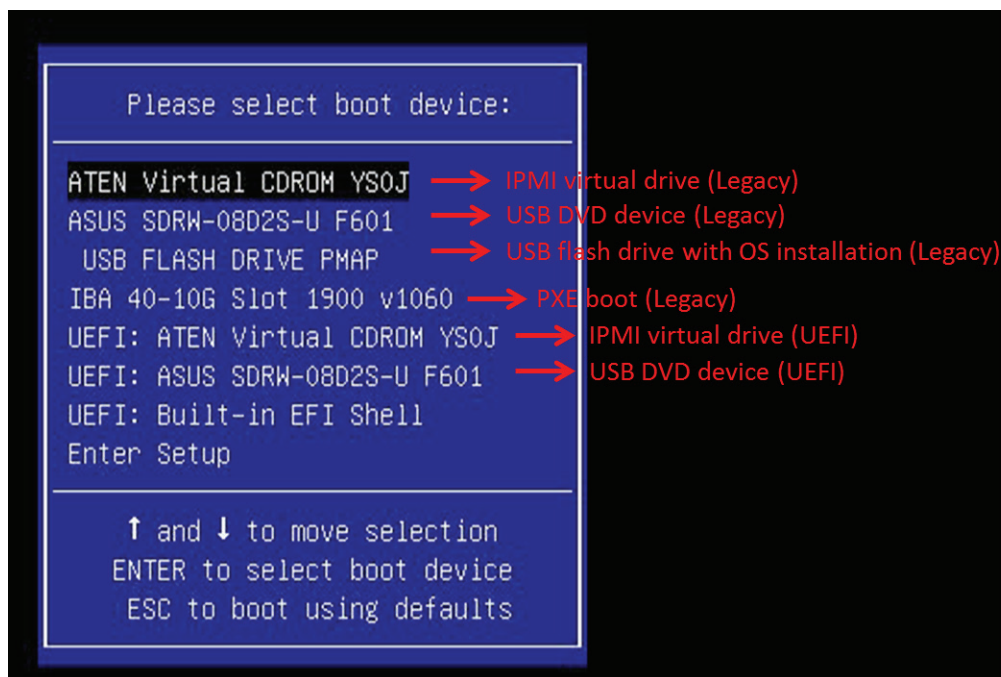 Please select boot device:
ATEN Virtual CDROM YS0J → IPMI virtual drive (Legacy)
ASUS SDRW-08D2S-U F601 → USB DVD device (Legacy)
USB FLASH DRIVE PMAP → USB flash drive with OS installation (Legacy)
IBA 40-10G Slot 1900 v1060 → PXE boot (Legacy)
UEFI: ATEN Virtual CDROM YS0J → IPMI virtual drive (UEFI)
UEFI: ASUS SDRW-08D2S-U F601 → USB DVD device (UEFI)
UEFI: Built-in EFI Shell
Enter Setup
↑ and ↓ to move selection
ENTER to select boot device
ESC to boot using defaults